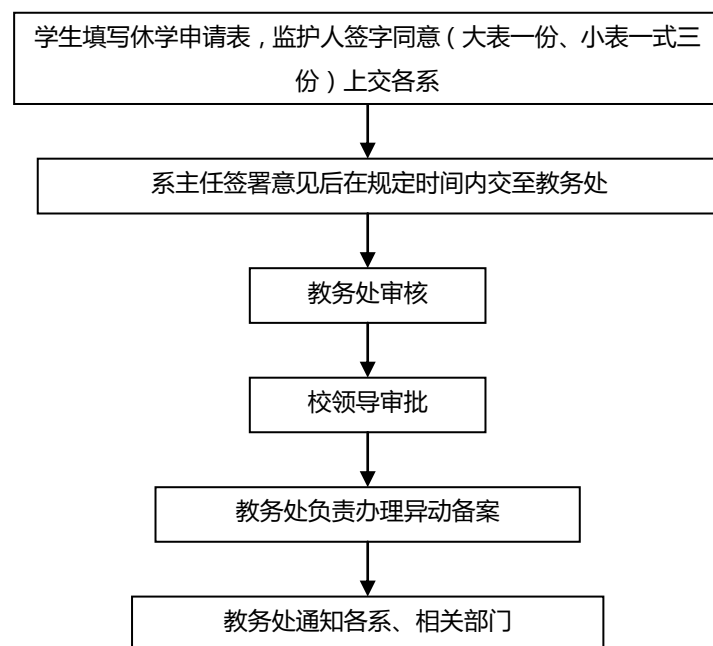 学生填写休学申请表，监护人签字同意（大表一份、小表一式三
份）上交各系
系主任签署意见后在规定时间内交至教务处
教务处审核
校领导审批
教务处负责办理异动备案
教务处通知各系、相关部门